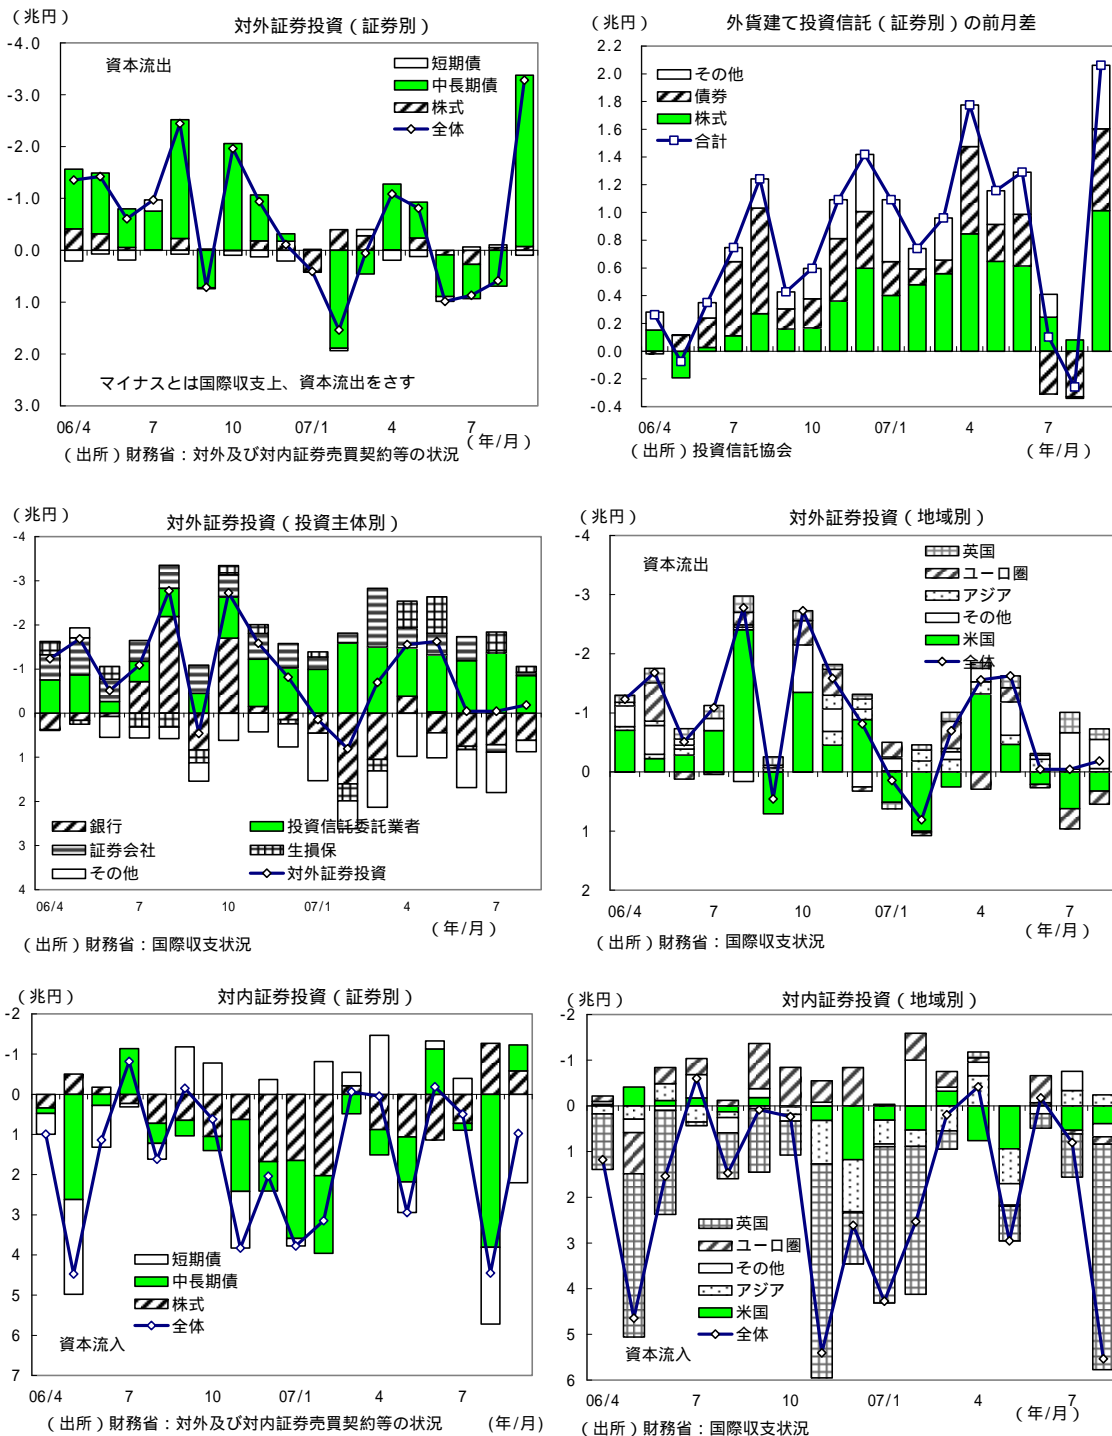 （兆円）
対外証券投資（証券別）
-4.0
-3.0
-2.0
-1.0
0.0
1.0
2.0
3.0
資本流出
短期債
中長期債
株式
全体
マイナスとは国際収支上、資本流出をさす
06/4 7 10 07/1 4 7
（年/月）
（出所）財務省：対外及び対内証券売買契約等の状況
（兆円）
外貨建て投資信託（証券別）の前月差
2.2
2.0
1.8
1.6
1.4
1.2
1.0
0.8
0.6
0.4
0.2
0.0
-0.2
-0.4
その他
債券
株式
合計
06/4 7 10 07/1 4 7
（年/月）
（出所）投資信託協会
（兆円）
対外証券投資（投資主体別）
-4
-3
-2
-1
0
1
2
3
4
銀行
投資信託委託業者
証券会社
生損保
その他
対外証券投資
06/4 7 10 07/1 4 7
（年/月）
（出所）財務省：国際収支状況
（兆円）
対外証券投資（地域別）
-4
-3
-2
-1
0
1
2
資本流出
英国
ユーロ圏
アジア
その他
米国
全体
06/4 7 10 07/1 4 7
（年/月）
（出所）財務省：国際収支状況
（兆円）
対内証券投資（証券別）
-2
-1
0
1
2
3
4
5
6
7
短期債
中長期債
株式
全体
資本流入
06/4 7 10 07/1 4 7
（出所）財務省：対外及び対内証券売買契約等の状況
(年/月)
（兆円）
対内証券投資（地域別）
-2
-1
0
1
2
3
4
5
6
英国
ユーロ圏
その他
アジア
米国
全体
資本流入
06/4 7 10 07/1 4 7
（年/月）
（出所）財務省：国際収支状況